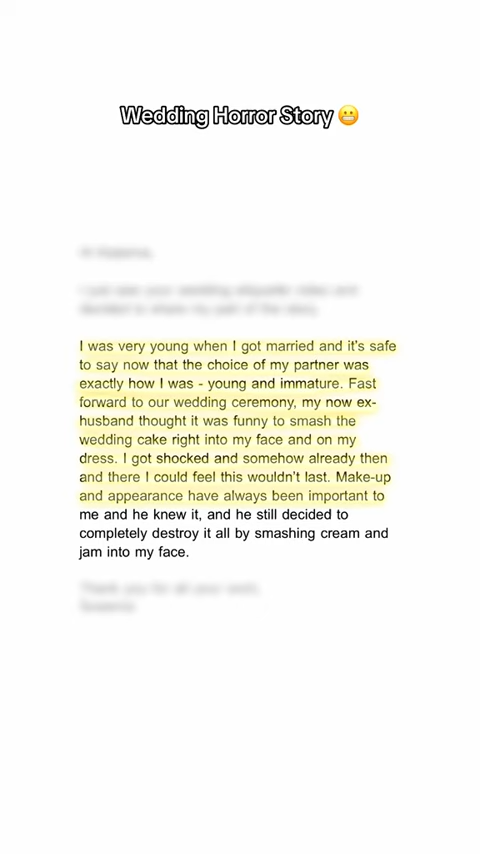 Wedding Horror Story 😬
I was very young when I got married and it's safe
to say now that the choice of my partner was
exactly how I was - young and immature. Fast
forward to our wedding ceremony, my now ex-
husband thought it was funny to smash the
wedding cake right into my face and on my
dress. I got shocked and somehow already then
and there I could feel this wouldn't last. Make-up
and appearance have always been important to
me and he knew it, and he still decided to
completely destroy it all by smashing cream and
jam into my face.